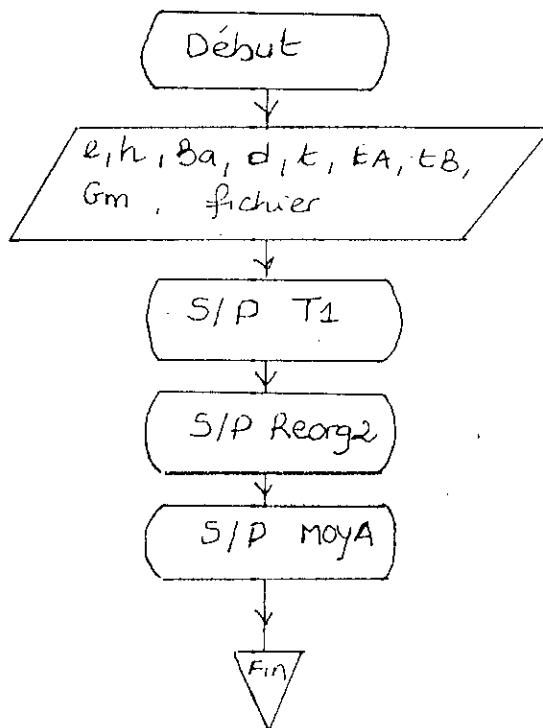 Début
e, h, Ba, d, t, tA, tB,
Gm, fichier
S/P T1
S/P Reorg2
S/P MOYA
Fin